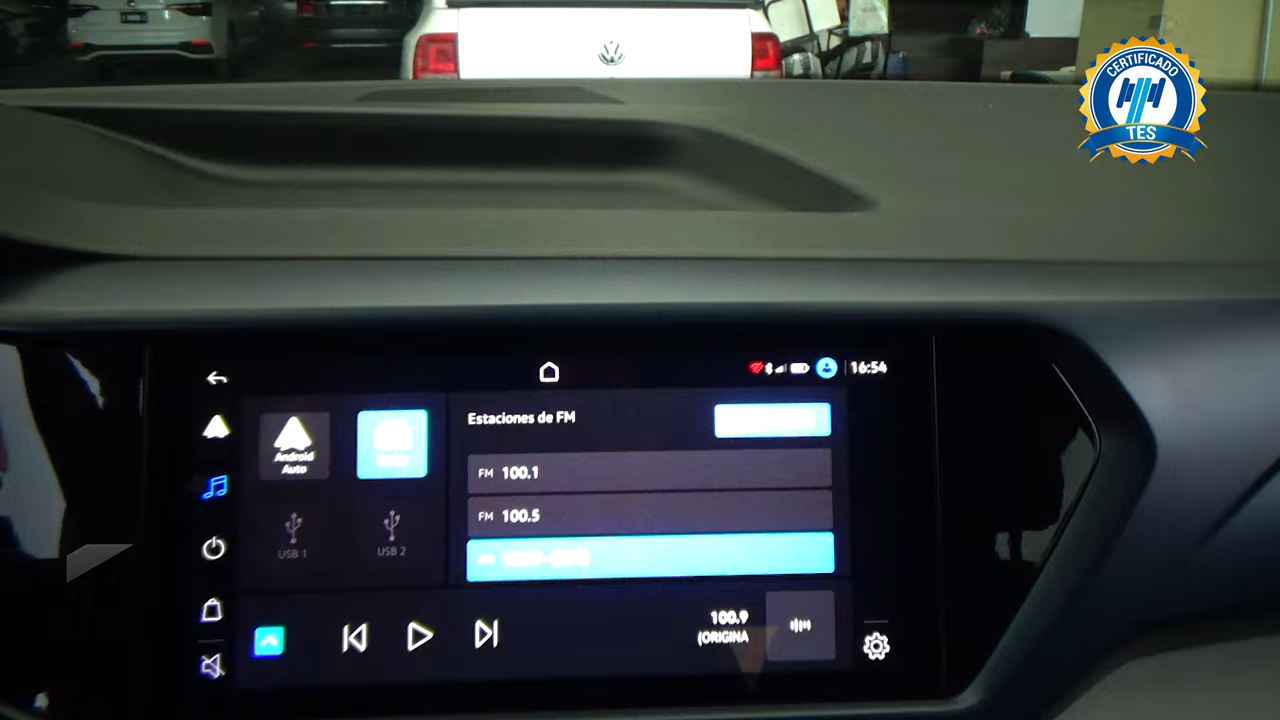 CERTIFICADO
TES
16:54
Estaciones de FM
Android
Auto
FM 100.1
FM 100.5
USB 1
USB 2
FM
100.9
(ORIGINA